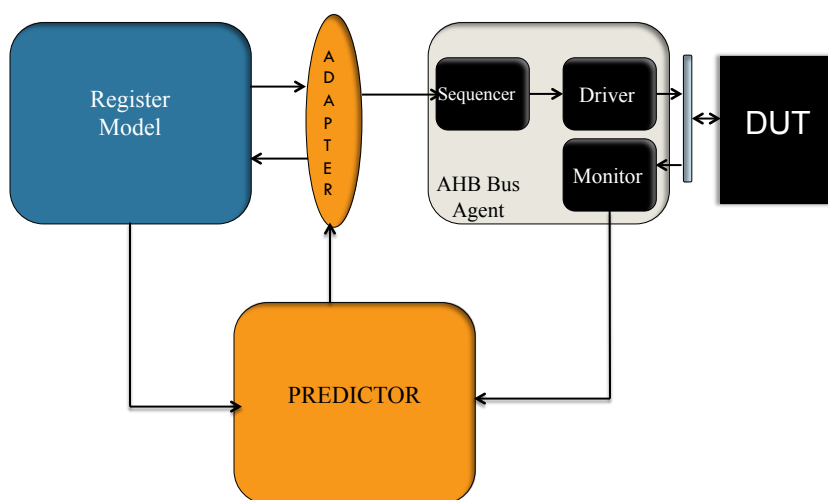 Register
Model
A
D
A
P
T
E
R
Sequencer
Driver
Monitor
AHB Bus
Agent
DUT
PREDICTOR